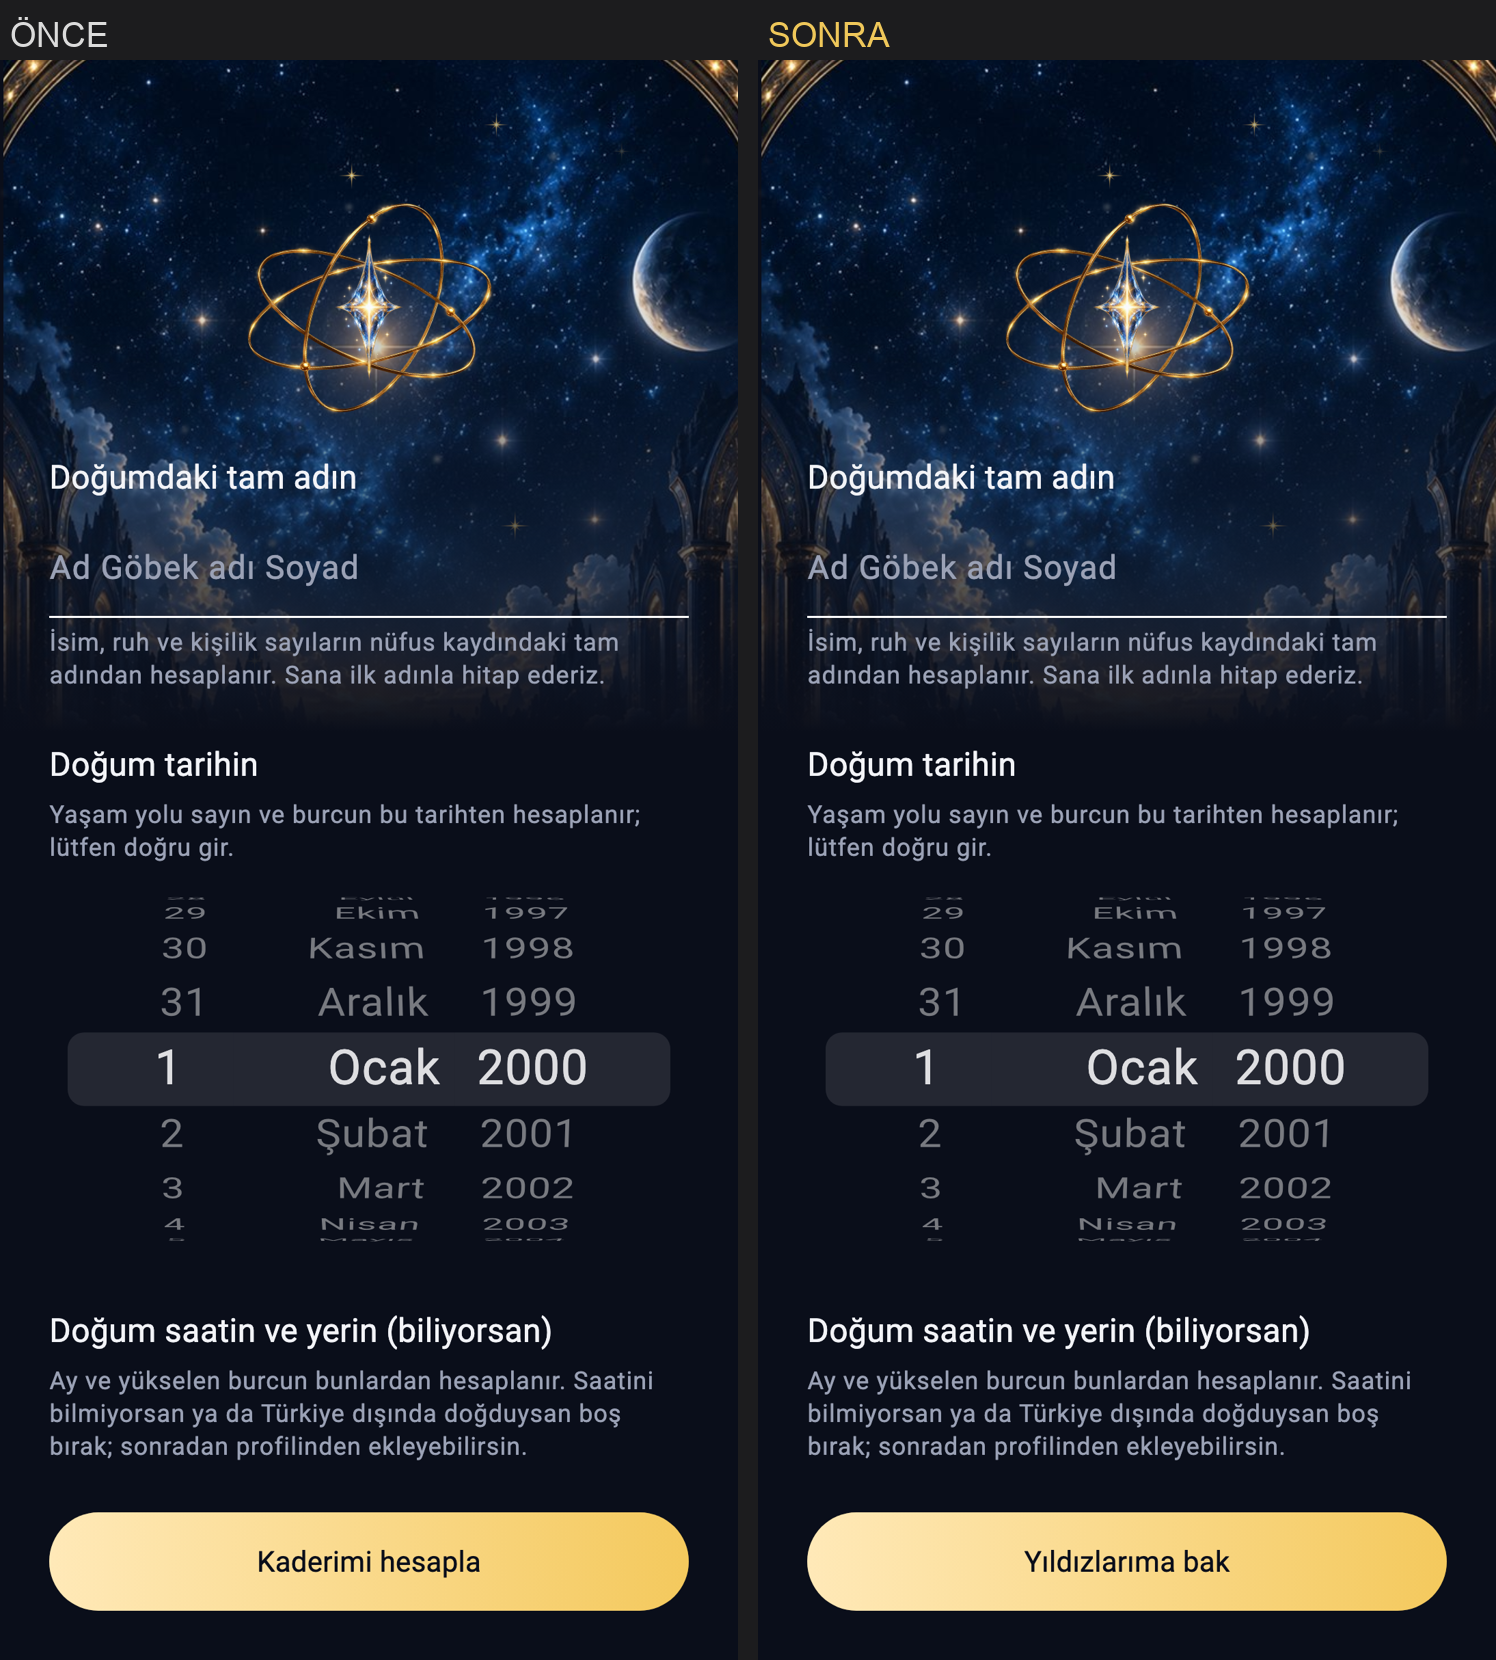 ÖNCE
Doğumdaki tam adın
Ad Göbek adı Soyad
İsim, ruh ve kişilik sayıların nüfus kaydındaki tam
adından hesaplanır. Sana ilk adınla hitap ederiz.
Doğum tarihin
Yaşam yolu sayın ve burcun bu tarihten hesaplanır;
lütfen doğru gir.
29 Ekim 1997
30 Kasım 1998
31 Aralık 1999
1 Ocak 2000
2 Şubat 2001
3 Mart 2002
4 Nisan 2003
Doğum saatin ve yerin (biliyorsan)
Ay ve yükselen burcun bunlardan hesaplanır. Saatini
bilmiyorsan ya da Türkiye dışında doğduysan boş
bırak; sonradan profilinden ekleyebilirsin.
Kaderimi hesapla
SONRA
Doğumdaki tam adın
Ad Göbek adı Soyad
İsim, ruh ve kişilik sayıların nüfus kaydındaki tam
adından hesaplanır. Sana ilk adınla hitap ederiz.
Doğum tarihin
Yaşam yolu sayın ve burcun bu tarihten hesaplanır;
lütfen doğru gir.
29 Ekim 1997
30 Kasım 1998
31 Aralık 1999
1 Ocak 2000
2 Şubat 2001
3 Mart 2002
4 Nisan 2003
Doğum saatin ve yerin (biliyorsan)
Ay ve yükselen burcun bunlardan hesaplanır. Saatini
bilmiyorsan ya da Türkiye dışında doğduysan boş
bırak; sonradan profilinden ekleyebilirsin.
Yıldızlarıma bak